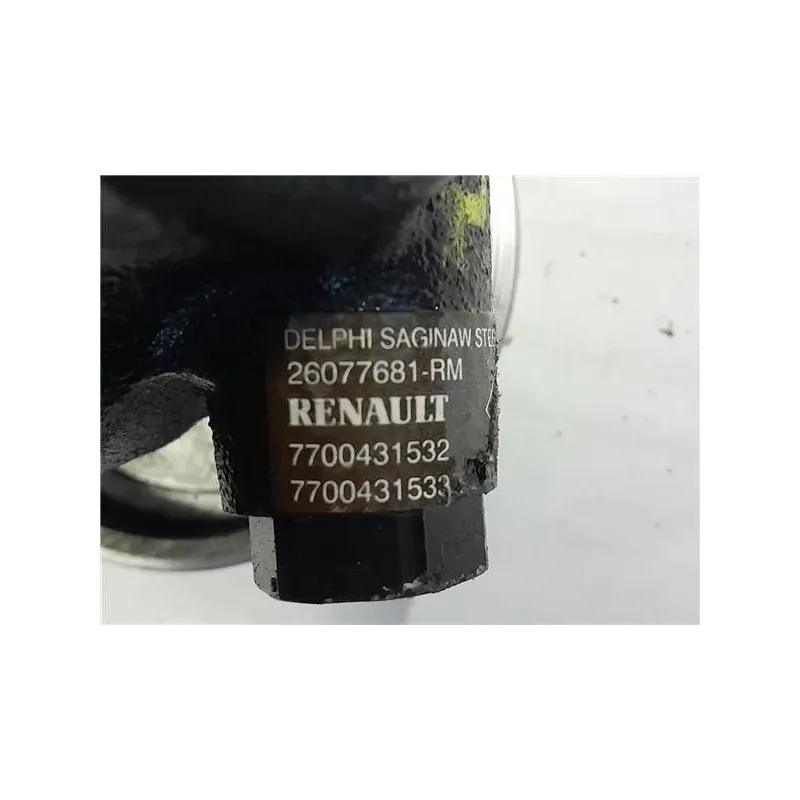 DELPHI SAGINAW
26077681-RM
RENAULT
7700431532
7700431533